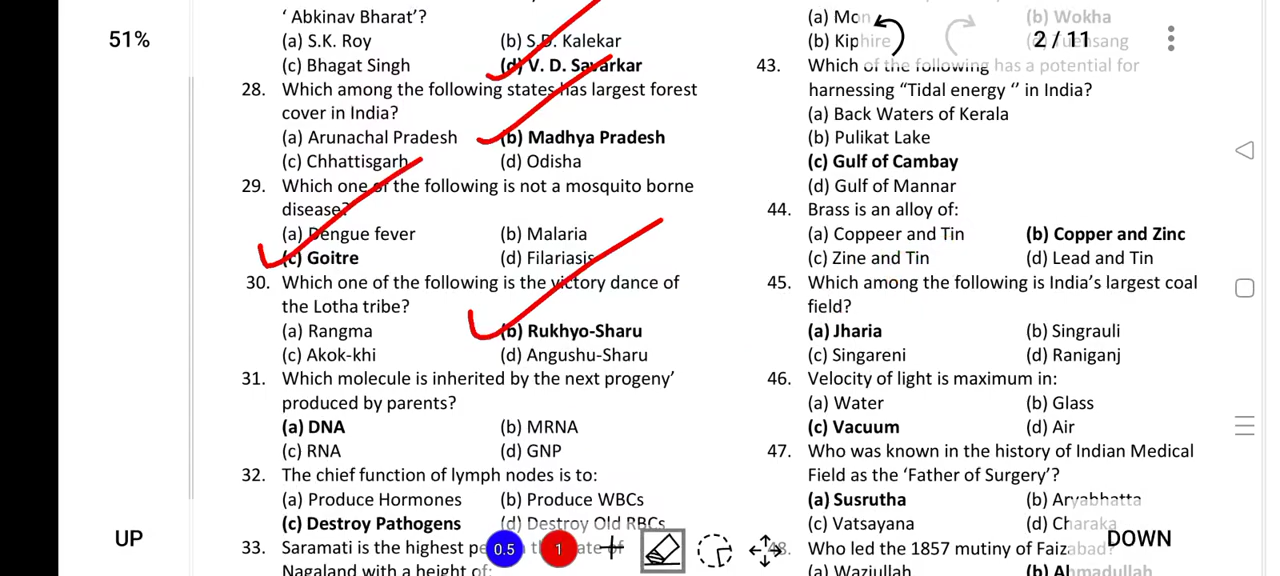 51%
UP
‘ Abkinav Bharat’?
(a) S.K. Roy (b) S.D. Kalekar
(c) Bhagat Singh (d) V. D. Savarkar
28. Which among the following states has largest forest
cover in India?
(a) Arunachal Pradesh (b) Madhya Pradesh
(c) Chhattisgarh (d) Odisha
29. Which one of the following is not a mosquito borne
disease?
(a) Dengue fever (b) Malaria
(c) Goitre (d) Filariasis
30. Which one of the following is the victory dance of
the Lotha tribe?
(a) Rangma (b) Rukhyo-Sharu
(c) Akok-khi (d) Angushu-Sharu
31. Which molecule is inherited by the next progeny’
produced by parents?
(a) DNA (b) MRNA
(c) RNA (d) GNP
32. The chief function of lymph nodes is to:
(a) Produce Hormones (b) Produce WBCs
(c) Destroy Pathogens (d) Destroy Old RBCs
33. Saramati is the highest
Nagaland with a height of:
0.5 1
(a) Mon (b) Wokha
2 / 11
(b) Kiphire
43. Which of the following has a potential for
harnessing “Tidal energy ” in India?
(a) Back Waters of Kerala
(b) Pulikat Lake
(c) Gulf of Cambay
(d) Gulf of Mannar
44. Brass is an alloy of:
(a) Coppeer and Tin (b) Copper and Zinc
(c) Zine and Tin (d) Lead and Tin
45. Which among the following is India’s largest coal
field?
(a) Jharia (b) Singrauli
(c) Singareni (d) Raniganj
46. Velocity of light is maximum in:
(a) Water (b) Glass
(c) Vacuum (d) Air
47. Who was known in the history of Indian Medical
Field as the ‘Father of Surgery’?
(a) Susrutha (b) Aryabhatta
(c) Vatsayana (d) Charaka
48. Who led the 1857 mutiny of Faizabad?
(a) Waziullah (b) Ahmadullah
DOWN